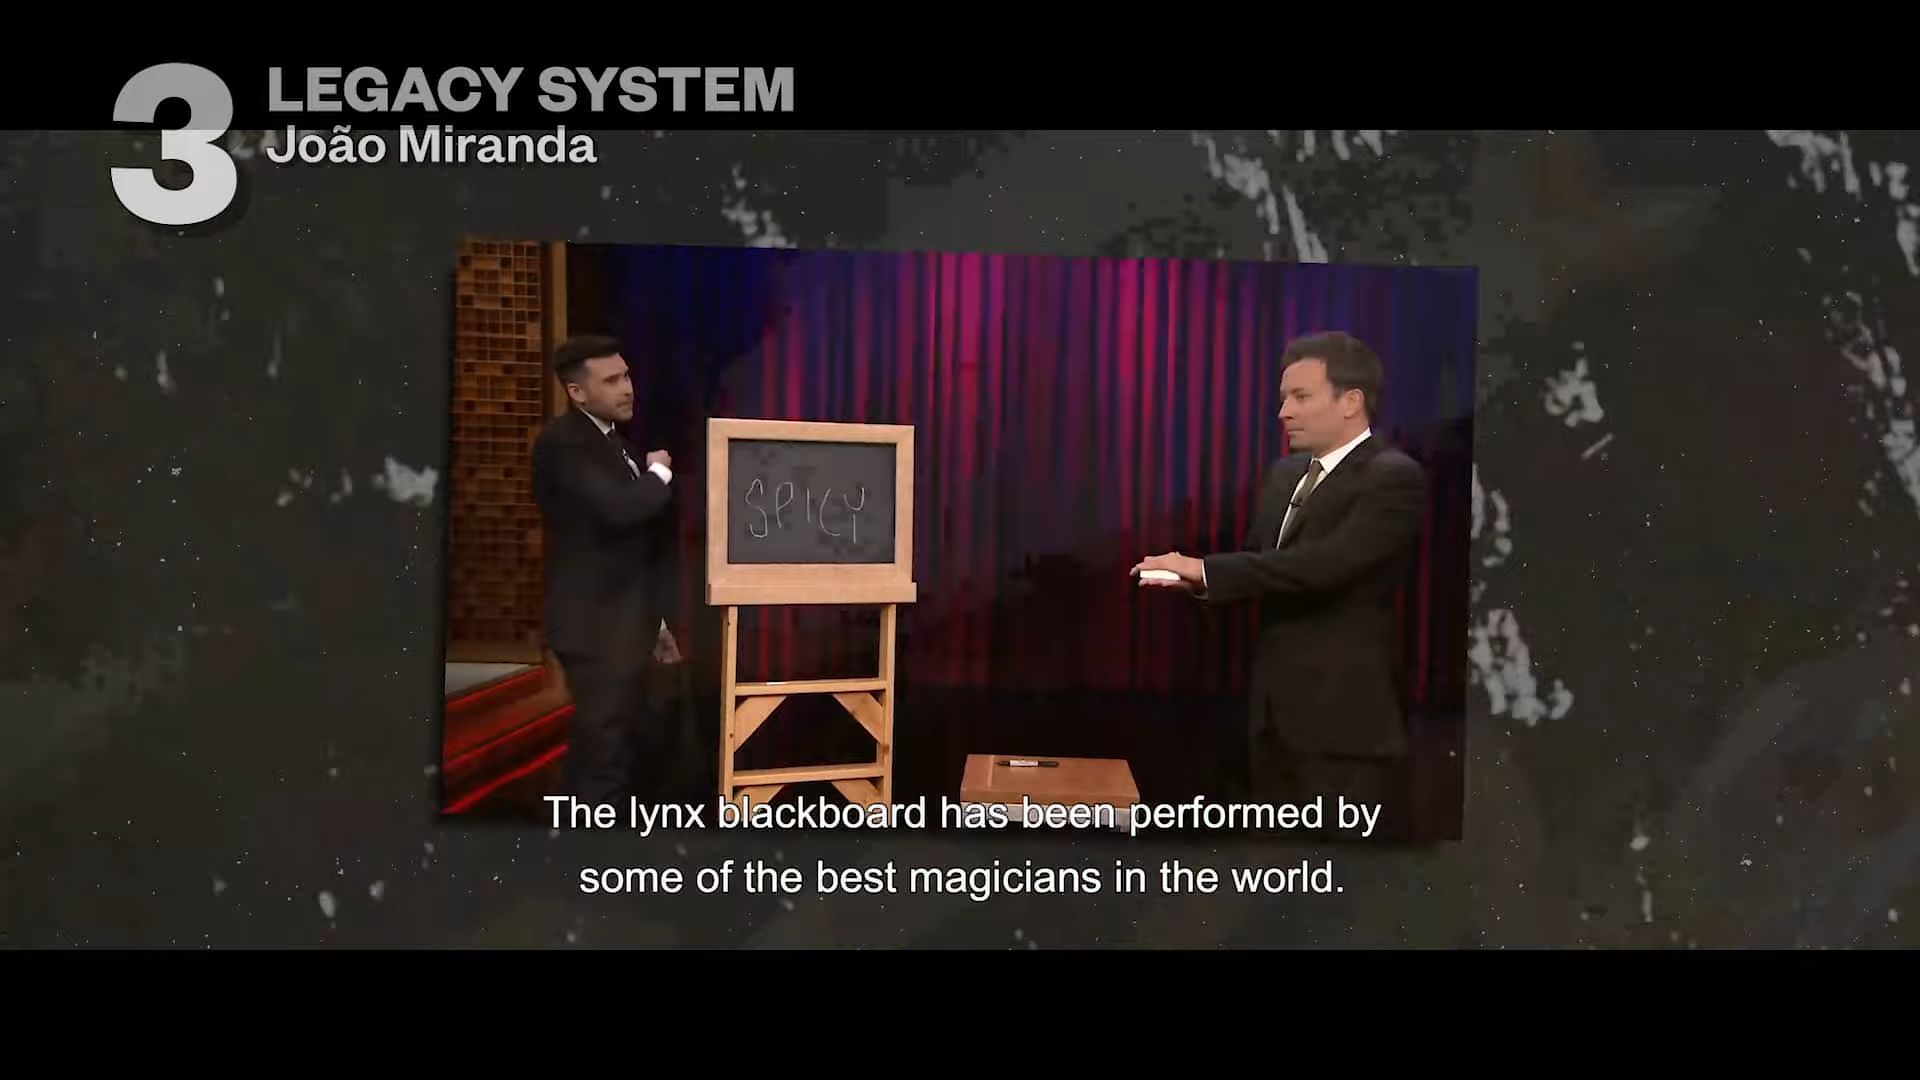 3
LEGACY SYSTEM
João Miranda
SPICY
The lynx blackboard has been performed by
some of the best magicians in the world.